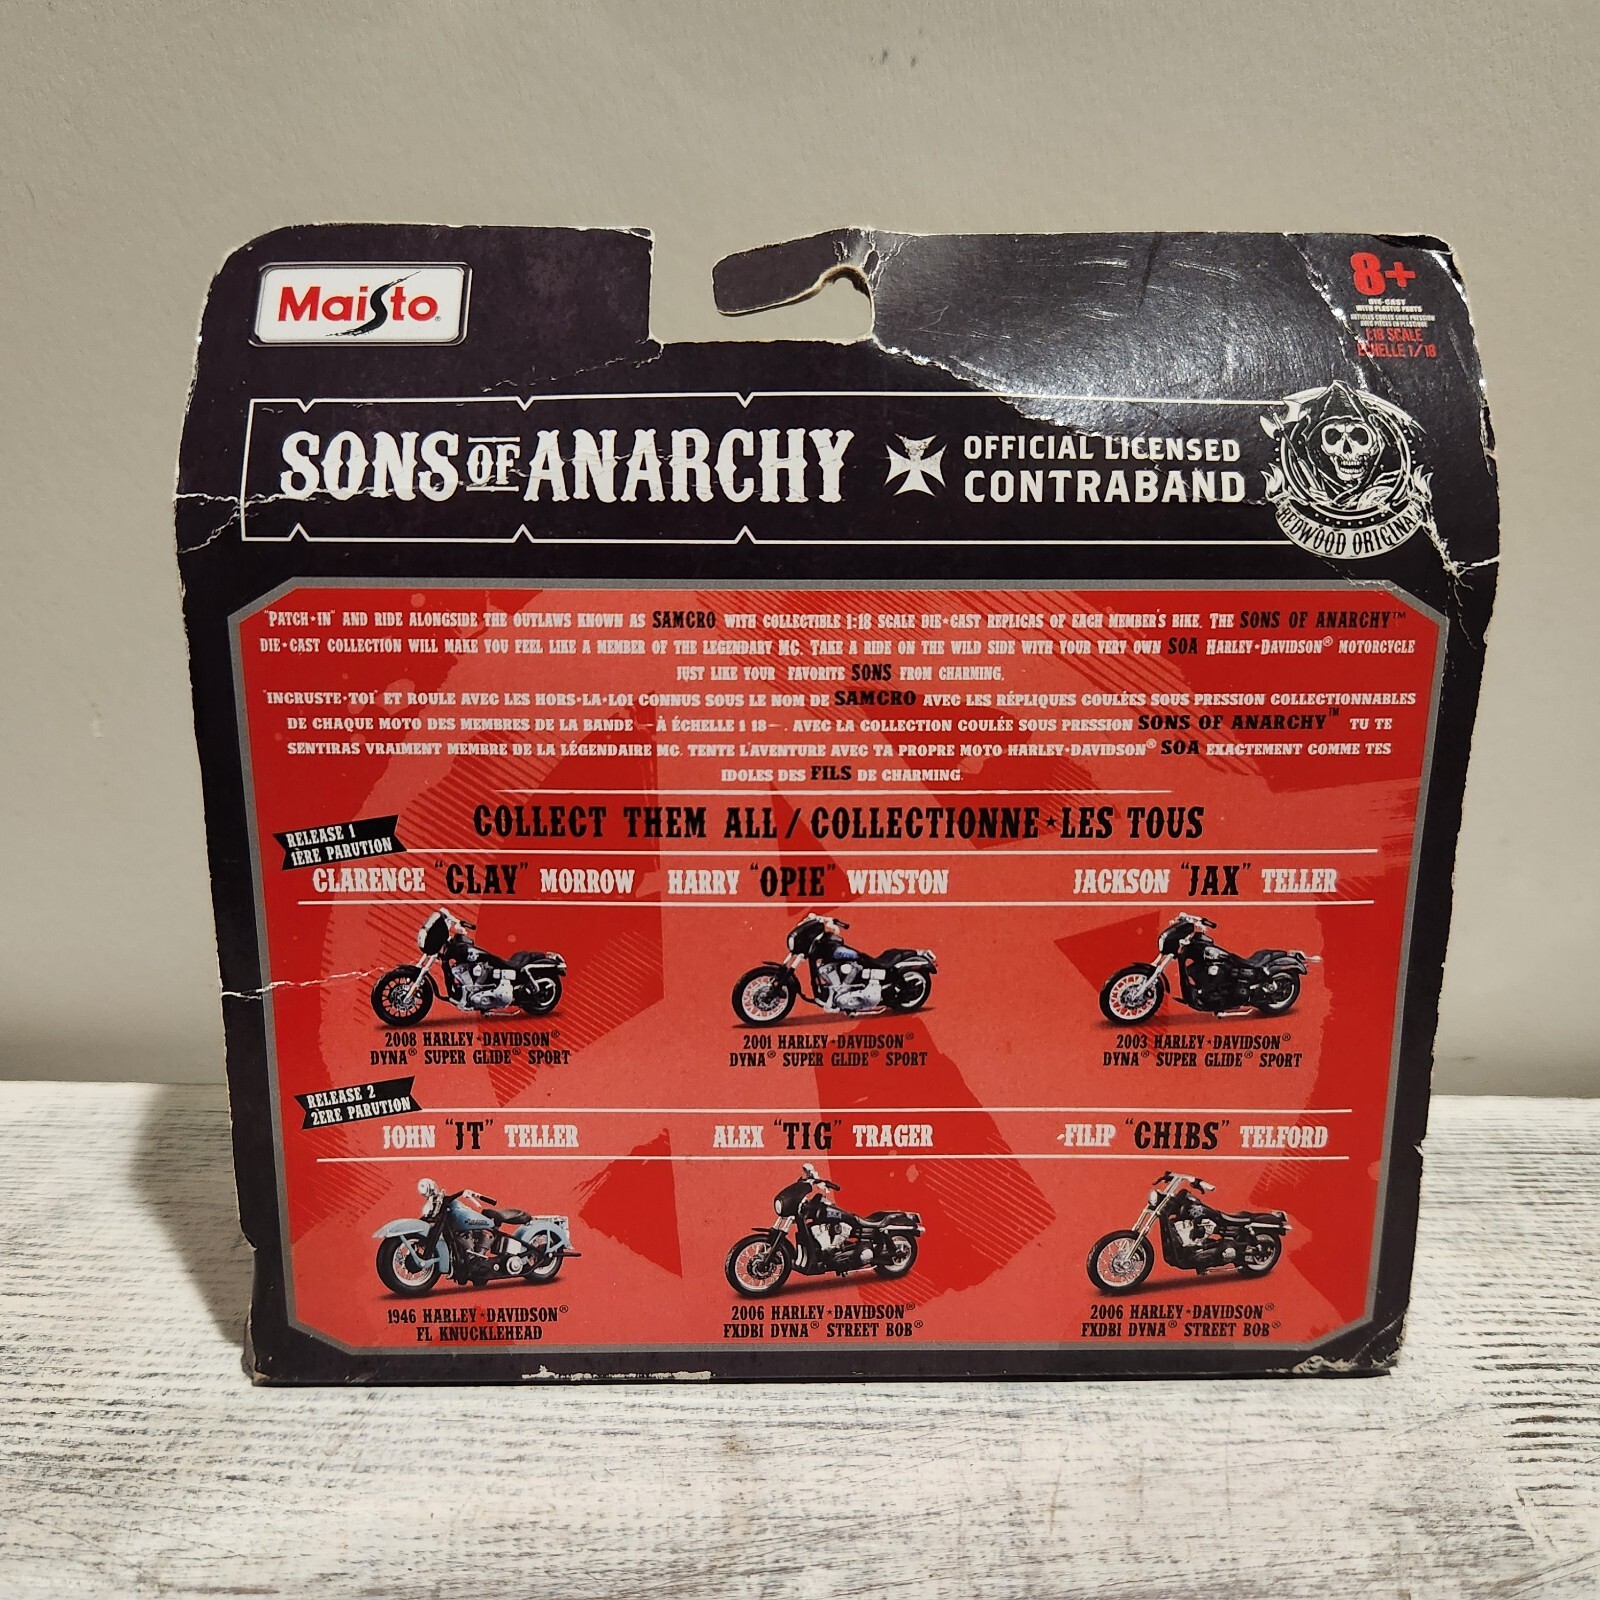 Maisto
8+
DIE-CAST
WITH PLASTIC PARTS
ARTICLES COULÉS SOUS PRESSION
AVEC PIÈCES EN PLASTIQUE
1:18 SCALE
ÉCHELLE 1/18
SONS OF ANARCHY
OFFICIAL LICENSED
CONTRABAND
REDWOOD ORIGINAL
"PATCH-IN" AND RIDE ALONGSIDE THE OUTLAWS KNOWN AS SAMCRO WITH COLLECTIBLE 1:18 SCALE DIE-CAST REPLICAS OF EACH MEMBER'S BIKE. THE SONS OF ANARCHY™
DIE-CAST COLLECTION WILL MAKE YOU FEEL LIKE A MEMBER OF THE LEGENDARY MC. TAKE A RIDE ON THE WILD SIDE WITH YOUR VERY OWN SOA HARLEY-DAVIDSON® MOTORCYCLE
JUST LIKE YOUR FAVORITE SONS FROM CHARMING.
'INCRUSTE-TOI' ET ROULE AVEC LES HORS-LA-LOI CONNUS SOUS LE NOM DE SAMCRO AVEC LES RÉPLIQUES COULÉES SOUS PRESSION COLLECTIONNABLES
DE CHAQUE MOTO DES MEMBRES DE LA BANDE — À ÉCHELLE 1 18 —. AVEC LA COLLECTION COULÉE SOUS PRESSION SONS OF ANARCHY™ TU TE
SENTIRAS VRAIMENT MEMBRE DE LA LÉGENDAIRE MC. TENTE L'AVENTURE AVEC TA PROPRE MOTO HARLEY-DAVIDSON® SOA EXACTEMENT COMME TES
IDOLES DES FILS DE CHARMING.
COLLECT THEM ALL / COLLECTIONNE★LES TOUS
RELEASE 1
1ÈRE PARUTION
CLARENCE "CLAY" MORROW HARRY "OPIE" WINSTON JACKSON "JAX" TELLER
2008 HARLEY-DAVIDSON®
DYNA® SUPER GLIDE® SPORT
2001 HARLEY-DAVIDSON®
DYNA® SUPER GLIDE® SPORT
2003 HARLEY-DAVIDSON®
DYNA® SUPER GLIDE® SPORT
RELEASE 2
2ERE PARUTION
JOHN "JT" TELLER ALEX "TIG" TRAGER FILIP "CHIBS" TELFORD
1946 HARLEY-DAVIDSON®
FL KNUCKLEHEAD
2006 HARLEY-DAVIDSON®
FXDBI DYNA® STREET BOB®
2006 HARLEY-DAVIDSON®
FXDBI DYNA® STREET BOB®